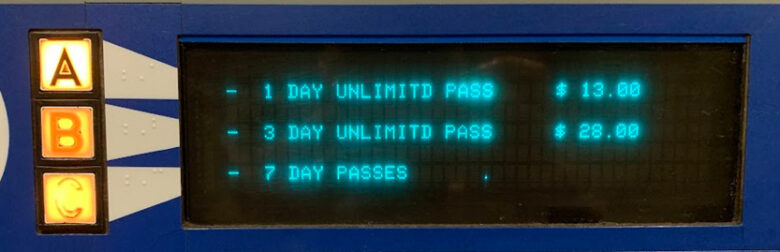 A - 1 DAY UNLIMITD PASS $ 13.00
B - 3 DAY UNLIMITD PASS $ 28.00
C - 7 DAY PASSES